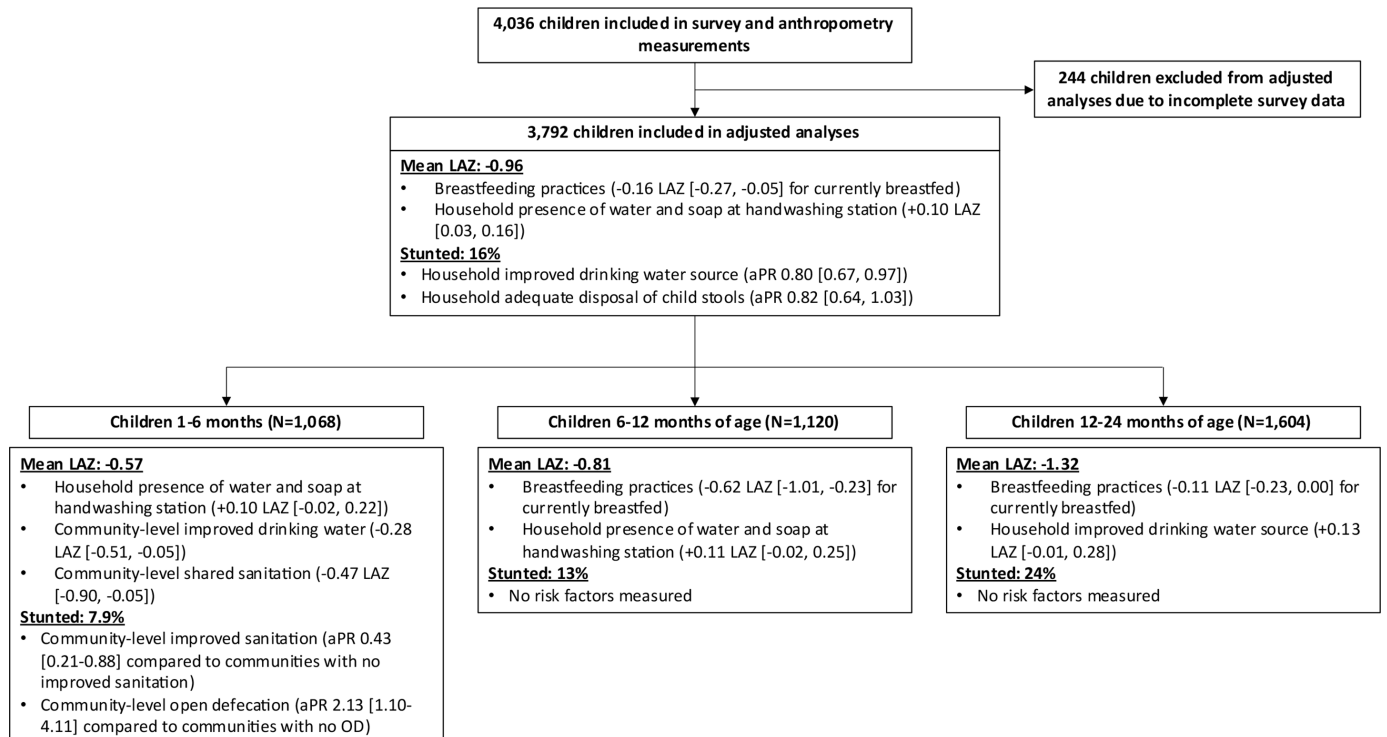 4,036 children included in survey and anthropometry
measurements
244 children excluded from adjusted
analyses due to incomplete survey data
3,792 children included in adjusted analyses
Mean LAZ: -0.96
• Breastfeeding practices (-0.16 LAZ [-0.27, -0.05] for currently breastfed)
• Household presence of water and soap at handwashing station (+0.10 LAZ
[0.03, 0.16])
Stunted: 16%
• Household improved drinking water source (aPR 0.80 [0.67, 0.97])
• Household adequate disposal of child stools (aPR 0.82 [0.64, 1.03])
Children 1-6 months (N=1,068)
Mean LAZ: -0.57
• Household presence of water and soap at
handwashing station (+0.10 LAZ [-0.02, 0.22])
• Community-level improved drinking water (-0.28
LAZ [-0.51, -0.05])
• Community-level shared sanitation (-0.47 LAZ
[-0.90, -0.05])
Stunted: 7.9%
• Community-level improved sanitation (aPR 0.43
[0.21-0.88] compared to communities with no
improved sanitation)
• Community-level open defecation (aPR 2.13 [1.10-
4.11] compared to communities with no OD)
Children 6-12 months of age (N=1,120)
Mean LAZ: -0.81
• Breastfeeding practices (-0.62 LAZ [-1.01, -0.23] for
currently breastfed)
• Household presence of water and soap at
handwashing station (+0.11 LAZ [-0.02, 0.25])
Stunted: 13%
• No risk factors measured
Children 12-24 months of age (N=1,604)
Mean LAZ: -1.32
• Breastfeeding practices (-0.11 LAZ [-0.23, 0.00] for
currently breastfed)
• Household improved drinking water source (+0.13
LAZ [-0.01, 0.28])
Stunted: 24%
• No risk factors measured